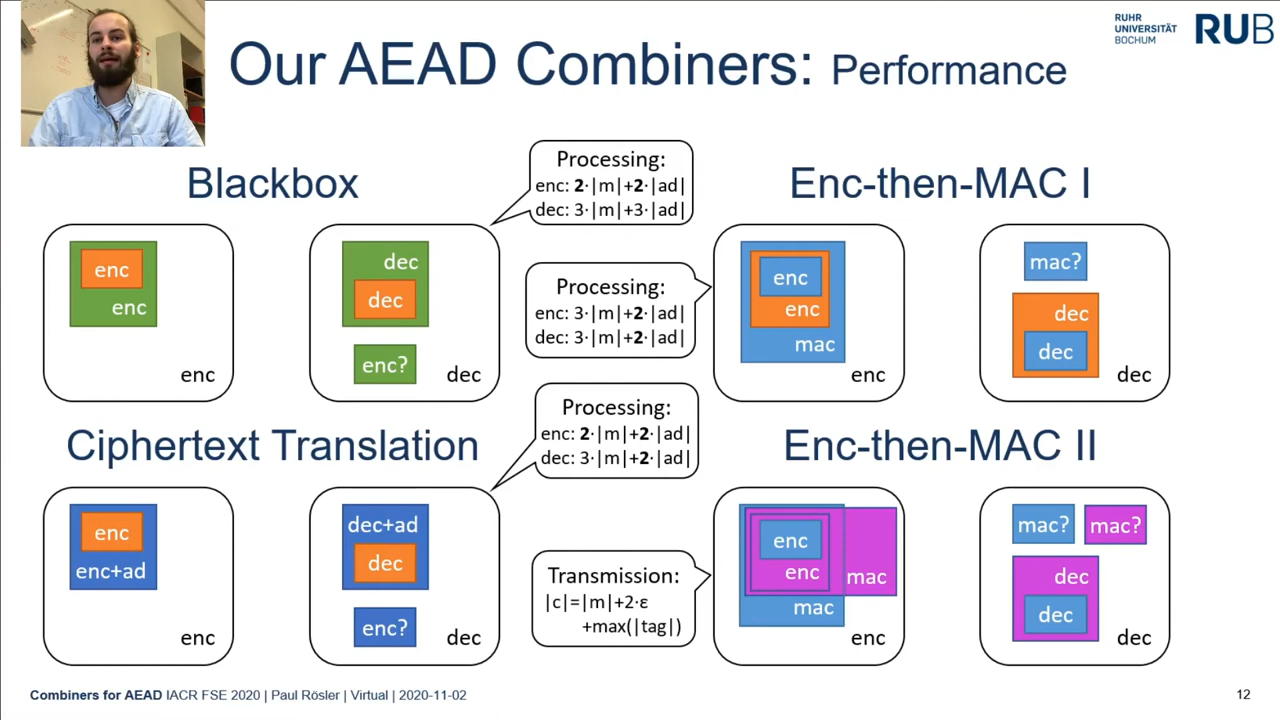 RUHR
UNIVERSITÄT
BOCHUM
RUB
Our AEAD Combiners: Performance
Blackbox
enc
enc
enc
dec
dec
enc?
dec
Processing:
enc: 2·|m|+2·|ad|
dec: 3·|m|+3·|ad|
Enc-then-MAC I
Processing:
enc: 3·|m|+2·|ad|
dec: 3·|m|+2·|ad|
enc
enc
mac
enc
mac?
dec
dec
dec
Ciphertext Translation
enc
enc+ad
enc
dec+ad
dec
enc?
dec
Processing:
enc: 2·|m|+2·|ad|
dec: 3·|m|+2·|ad|
Enc-then-MAC II
Transmission:
|c|=|m|+2·ε
+max(|tag|)
enc
enc
mac
mac
enc
mac?
mac?
dec
dec
dec
Combiners for AEAD IACR FSE 2020 | Paul Rösler | Virtual | 2020-11-02
12